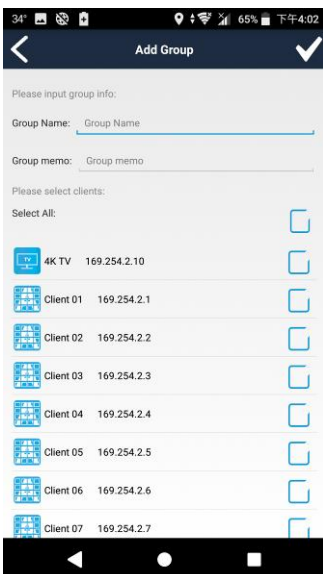 34° 65% 下午4:02
Add Group
Please input group info:
Group Name: Group Name
Group memo: Group memo
Please select clients:
Select All:
TV 4K TV 169.254.2.10
Client 01 169.254.2.1
Client 02 169.254.2.2
Client 03 169.254.2.3
Client 04 169.254.2.4
Client 05 169.254.2.5
Client 06 169.254.2.6
Client 07 169.254.2.7